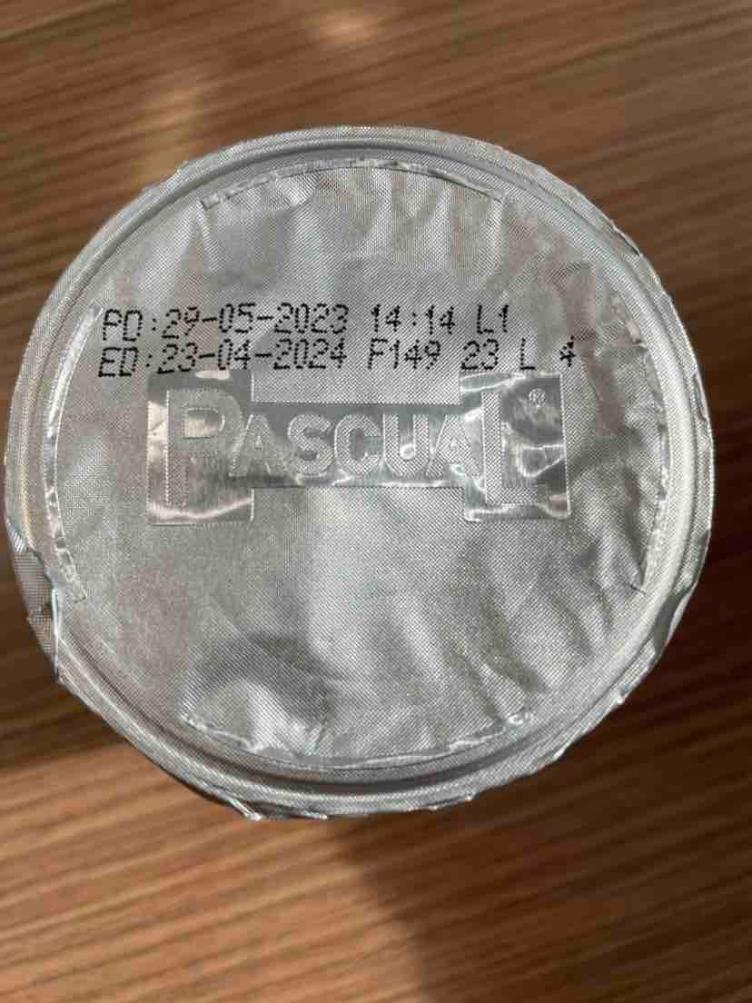 PD:29-05-2023 14:14 L1
ED:23-04-2024 F149 23 L 4
PASCUAL®